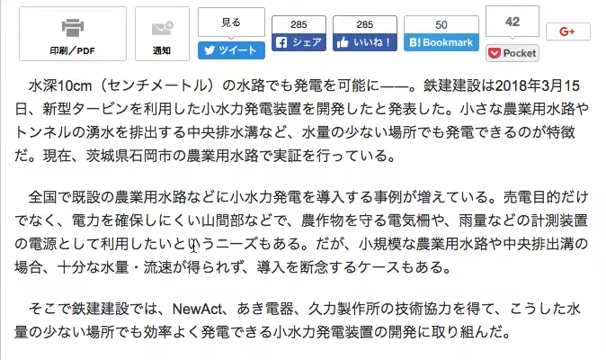 印刷／PDF
通知
見る
ツイート
285
シェア
285
いいね！
50
B!Bookmark
42
Pocket
G+
水深10cm（センチメートル）の水路でも発電を可能に――。鉄建建設は2018年3月15
日、新型タービンを利用した小水力発電装置を開発したと発表した。小さな農業用水路や
トンネルの湧水を排出する中央排水溝など、水量の少ない場所でも発電できるのが特徴
だ。現在、茨城県石岡市の農業用水路で実証を行っている。
全国で既設の農業用水路などに小水力発電を導入する事例が増えている。売電目的だけ
でなく、電力を確保しにくい山間部などで、農作物を守る電気柵や、雨量などの計測装置
の電源として利用したいというニーズもある。だが、小規模な農業用水路や中央排出溝の
場合、十分な水量・流速が得られず、導入を断念するケースもある。
そこで鉄建建設では、NewAct、あき電器、久力製作所の技術協力を得て、こうした水
量の少ない場所でも効率よく発電できる小水力発電装置の開発に取り組んだ。